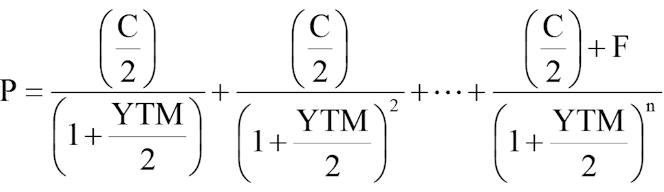 P = (C/2)/(1 + YTM/2) + (C/2)/(1 + YTM/2)^2 + ⋯ + ((C/2) + F)/(1 + YTM/2)^n